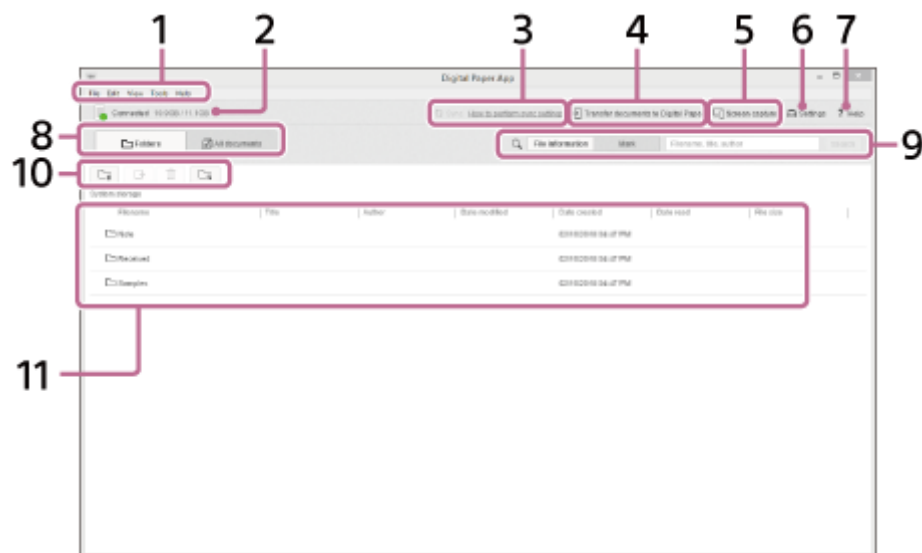 1 2 3 4 5 6 7
Digital Paper App
File Edit View Tools Help
Connected
Sync How to perform sync setting Transfer documents to Digital Paper Screen capture Settings ? Help
8 Folders All documents File information Mark Filename, title, author Search 9
10
System storage
Filename Title Author Date modified Date created Date read File size
Note
Received
Samples
11